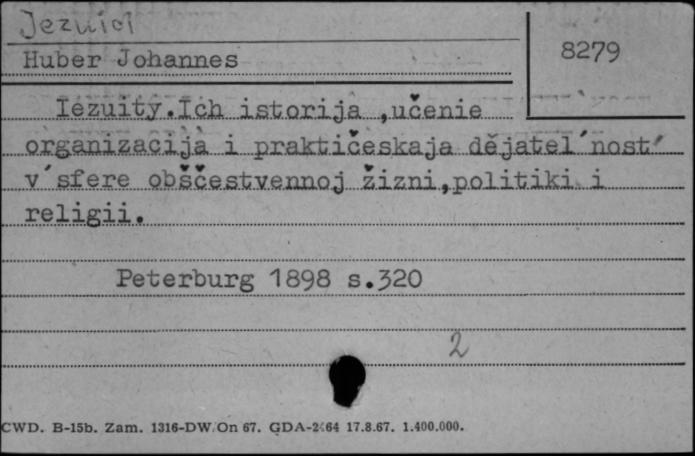 Jezuici
Huber Johannes
8279
Iezuity.Ich istorija ,učenie
organizacija i praktičeskaja dějatel´nost´
v´sfere obščestvennoj žizni,politiki i
religii.
Peterburg 1898 s.320
2
CWD. B-15b. Zam. 1316-DW/On 67. GDA-2464 17.8.67. 1.400.000.